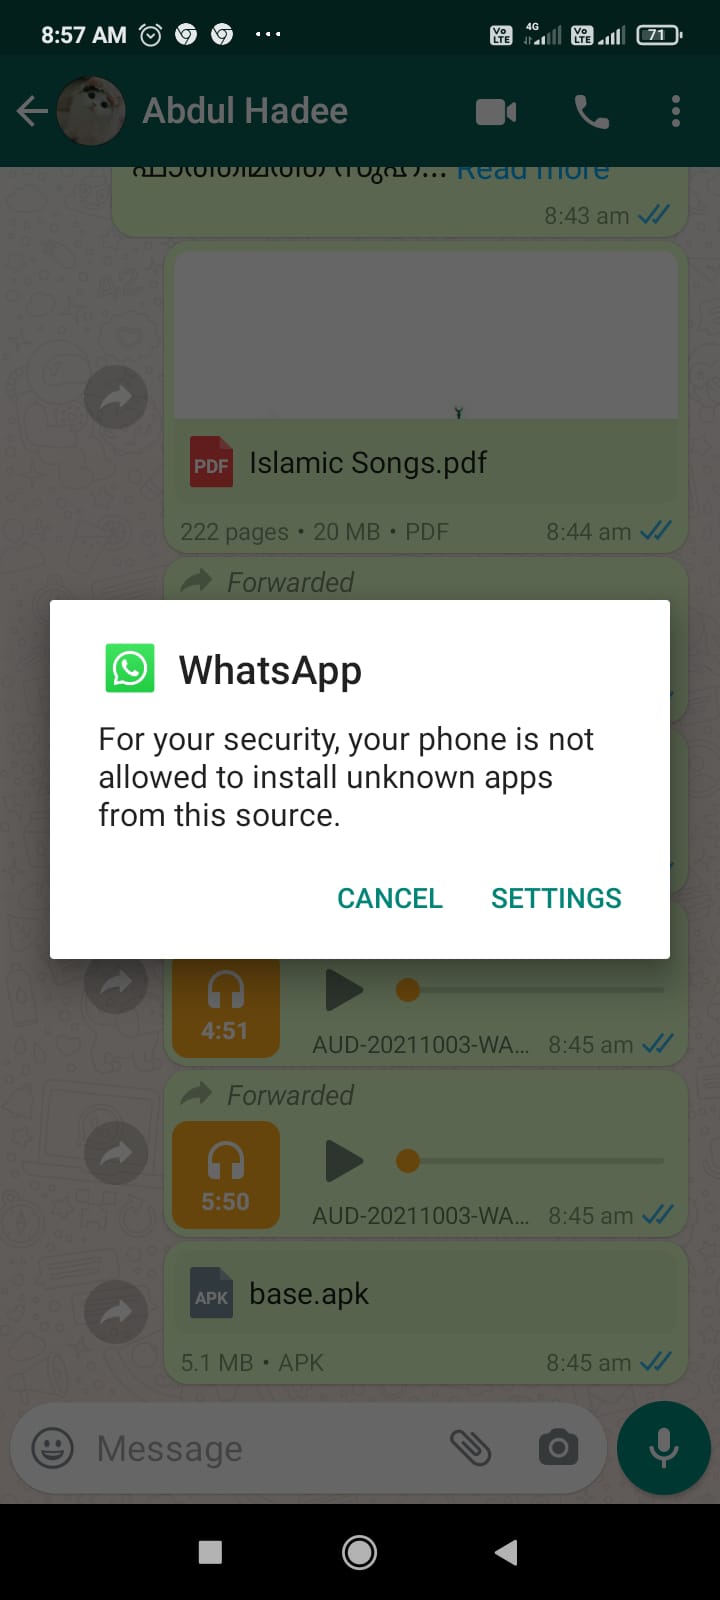 8:57 AM
Vo LTE 4G Vo LTE 71
Abdul Hadee
Read more
8:43 am
PDF Islamic Songs.pdf
222 pages • 20 MB • PDF 8:44 am
Forwarded
WhatsApp
For your security, your phone is not
allowed to install unknown apps
from this source.
CANCEL SETTINGS
4:51
AUD-20211003-WA... 8:45 am
Forwarded
5:50
AUD-20211003-WA... 8:45 am
APK base.apk
5.1 MB • APK 8:45 am
Message